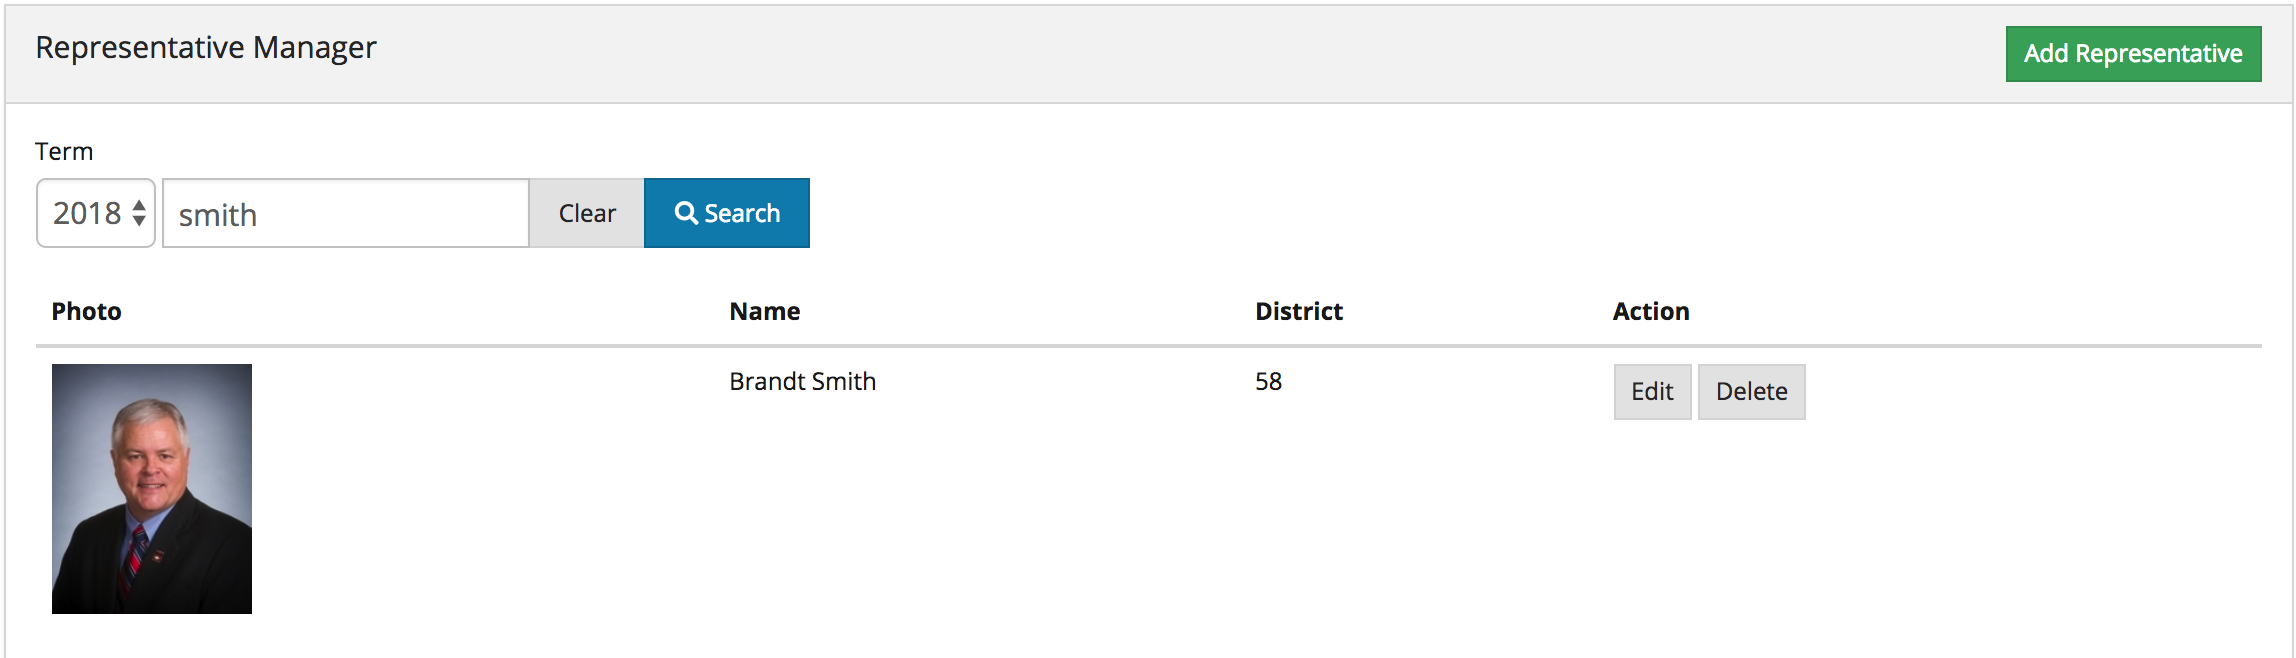 Representative Manager
Add Representative
Term
2018 smith Clear Search
Photo Name District Action
Brandt Smith 58 Edit Delete